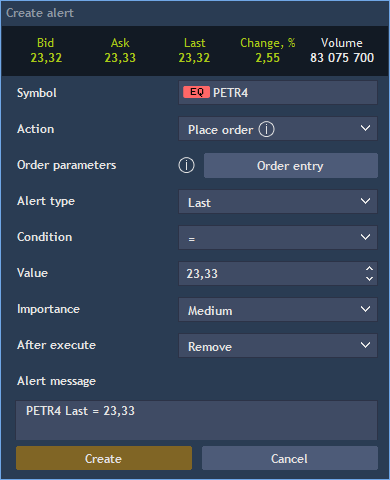 Create alert
Bid Ask Last Change, % Volume
23,32 23,33 23,32 2,55 83 075 700
Symbol EQ PETR4
Action Place order ⓘ
Order parameters ⓘ Order entry
Alert type Last
Condition =
Value 23,33
Importance Medium
After execute Remove
Alert message
PETR4 Last = 23,33
Create Cancel